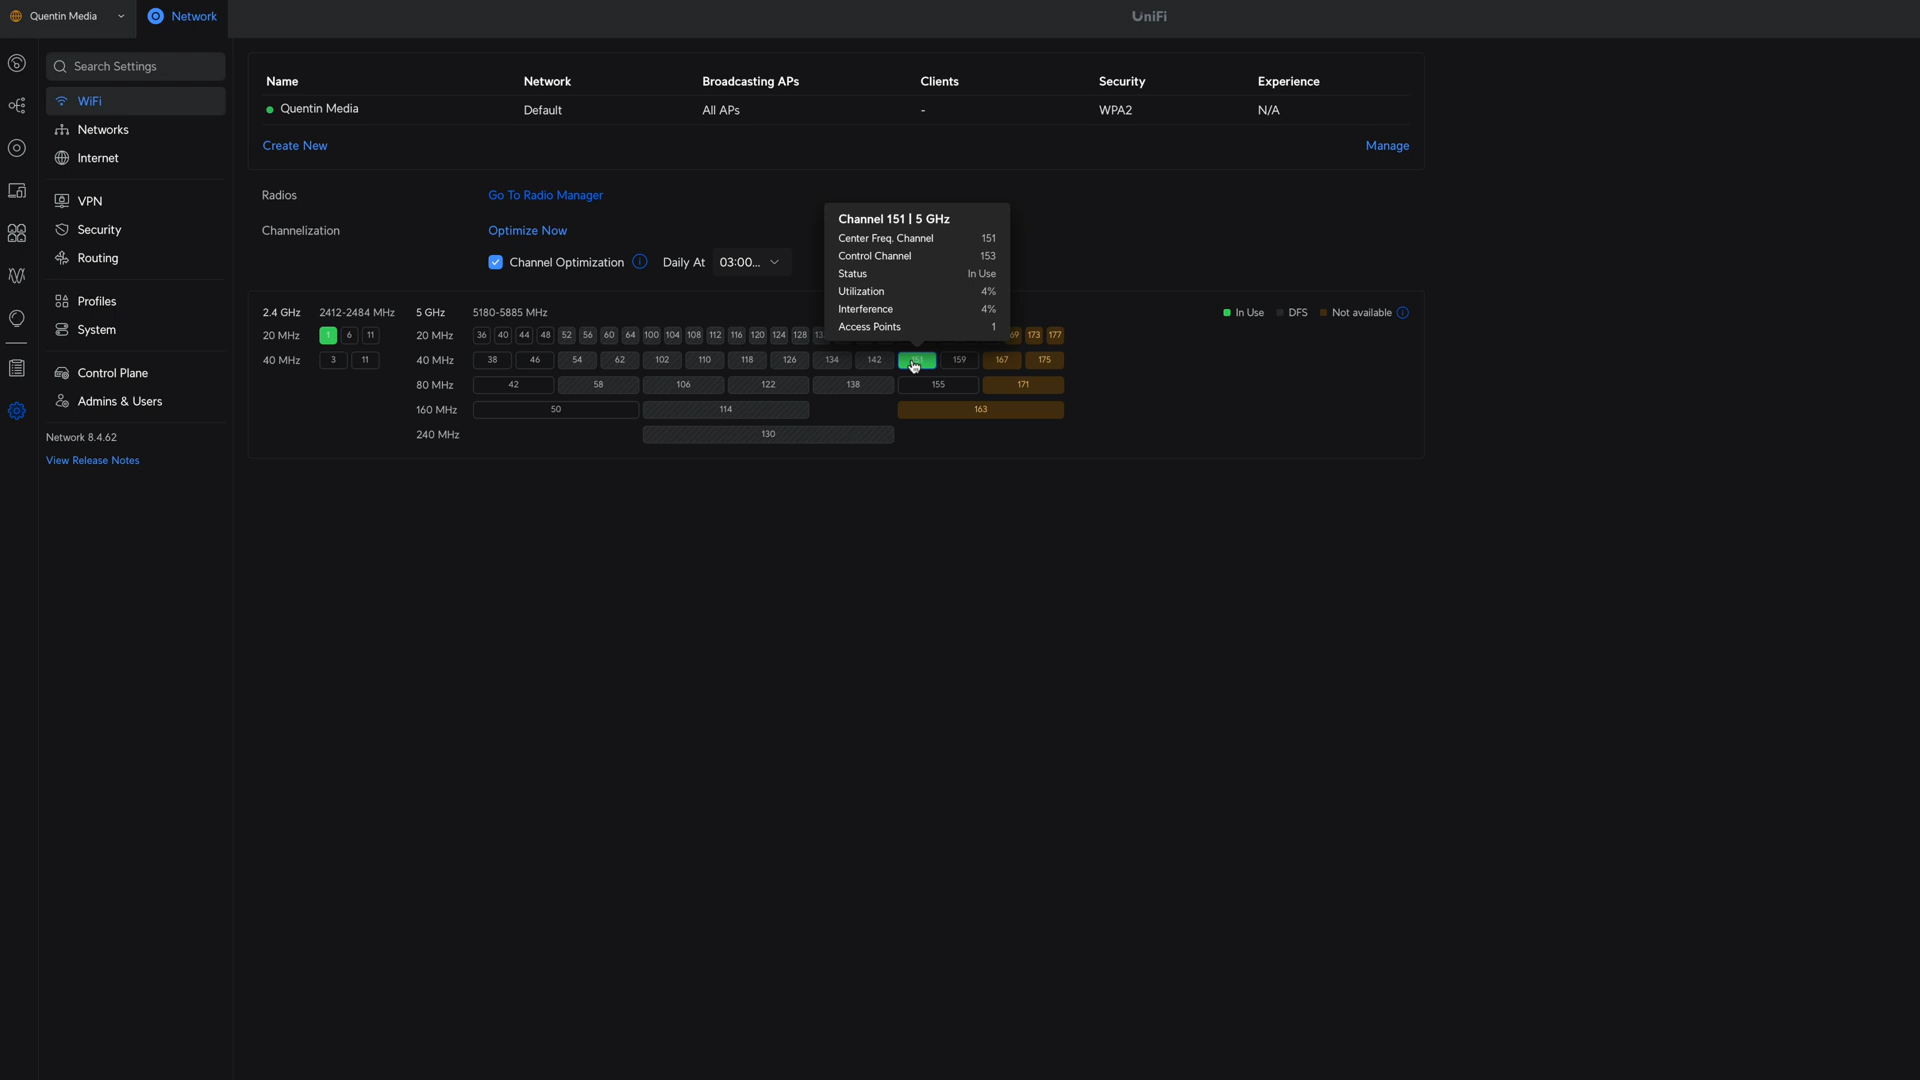 Quentin Media
Network
UniFi
Search Settings
WiFi
Networks
Internet
VPN
Security
Routing
Profiles
System
Control Plane
Admins & Users
Network 8.4.62
View Release Notes
Name Network Broadcasting APs Clients Security Experience
Quentin Media Default All APs - WPA2 N/A
Create New Manage
Radios Go To Radio Manager
Channelization Optimize Now
Channel Optimization Daily At 03:00...
Channel 151 | 5 GHz
Center Freq. Channel 151
Control Channel 153
Status In Use
Utilization 4%
Interference 4%
Access Points 1
In Use DFS Not available
2.4 GHz 2412-2484 MHz
20 MHz 1 6 11
40 MHz 3 11
5 GHz 5180-5885 MHz
20 MHz 36 40 44 48 52 56 60 64 100 104 108 112 116 120 124 128 173 177
40 MHz 38 46 54 62 102 110 118 126 134 142 159 167 175
80 MHz 42 58 106 122 138 155 171
160 MHz 50 114 163
240 MHz 130